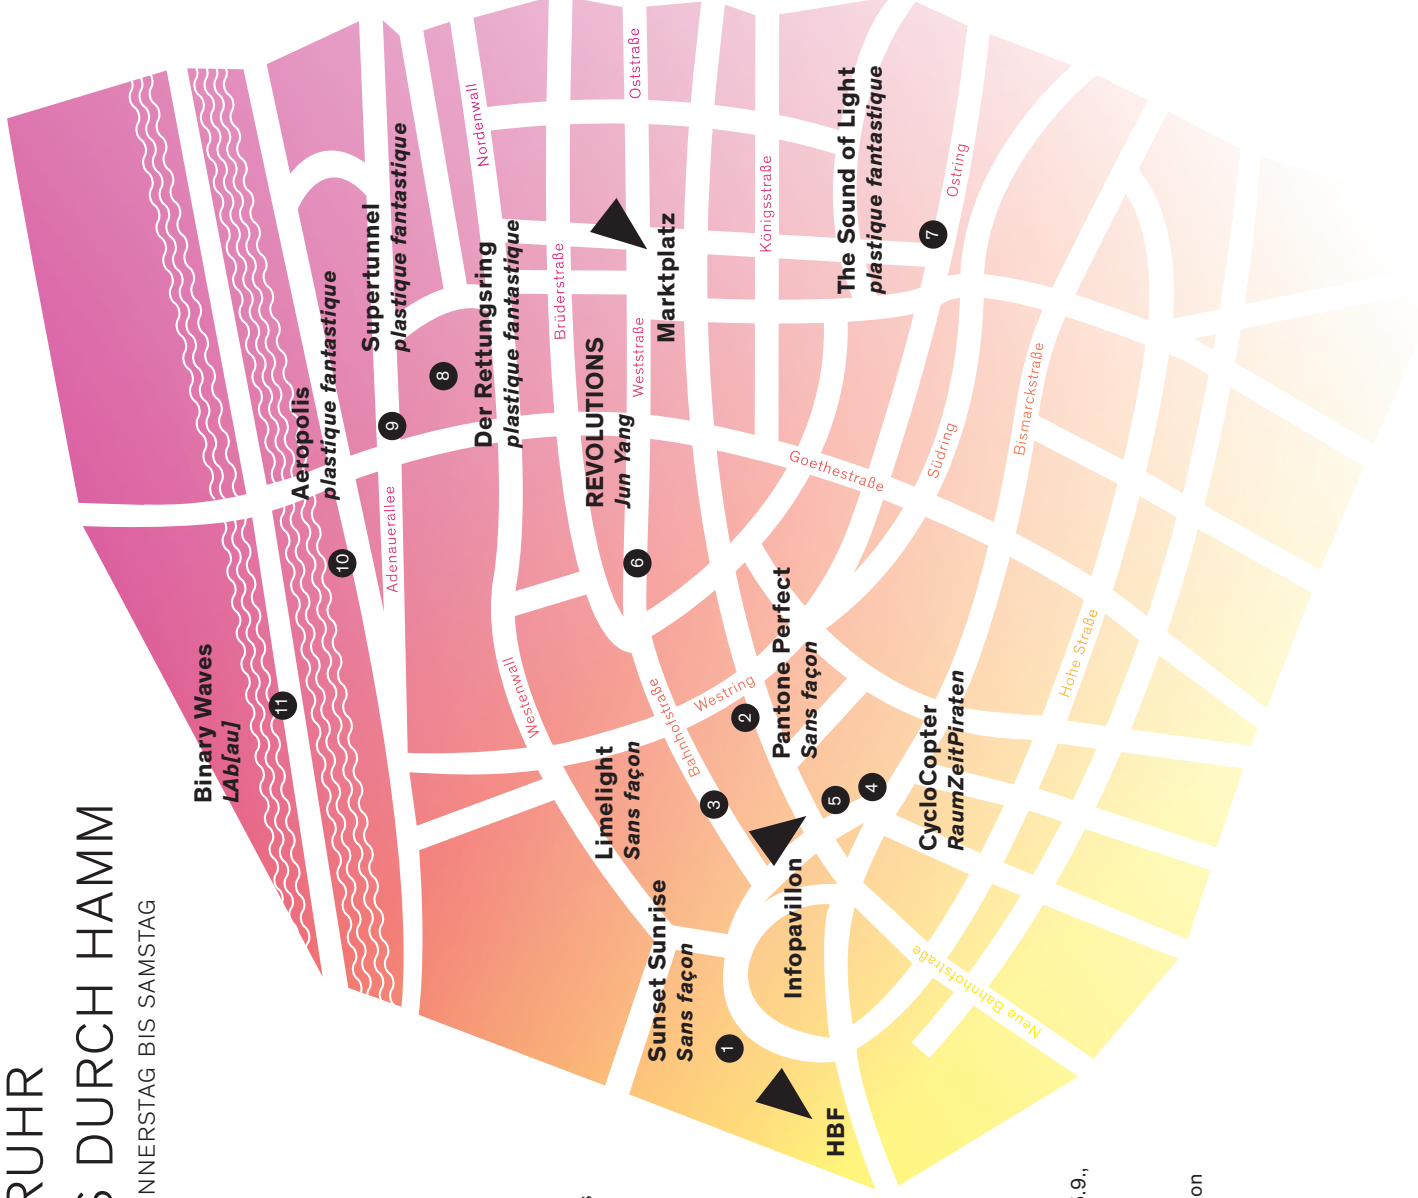 RUHR
S DURCH HAMM
NNERSTAG BIS SAMSTAG
Binary Waves
LAb[au]
11
10
Aeropolis
plastique fantastique
Supertunnel
plastique fantastique
9
8
Adenauerallee
Nordenwall
Der Rettungsring
plastique fantastique
Westenwall
Brüderstraße
REVOLUTIONS
Jun Yang
6
Weststraße
Oststraße
Marktplatz
Limelight
Sans façon
Sunset Sunrise
Sans façon
1
Bahnhofstraße
3
Westring
2
Königsstraße
Pantone Perfect
Sans façon
Infopavillon
HBF
5
4
The Sound of Light
plastique fantastique
Goethestraße
7
Ostring
Südring
CycloCopter
RaumZeitPiraten
Neue Bahnhofstraße
Bismarckstraße
Hohe Straße
.9.,
on